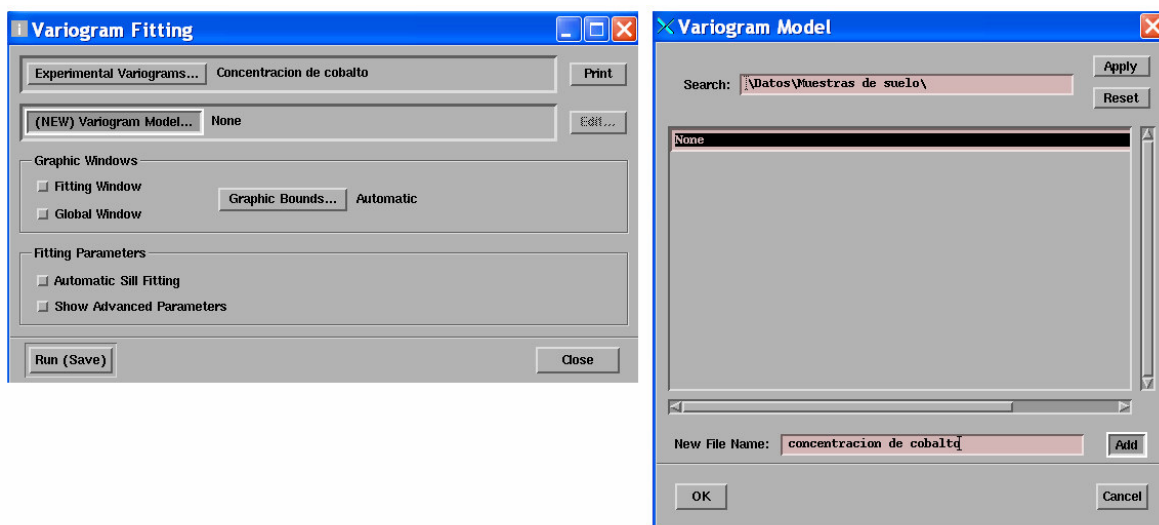 Variogram Fitting
Experimental Variograms... Concentracion de cobalto Print
(NEW) Variogram Model... None Edit...
Graphic Windows
Fitting Window
Graphic Bounds... Automatic
Global Window
Fitting Parameters
Automatic Sill Fitting
Show Advanced Parameters
Run (Save) Close
Variogram Model
Apply
Search: \Datos\Muestras de suelo\
Reset
None
New File Name: concentracion de cobalto Add
OK Cancel